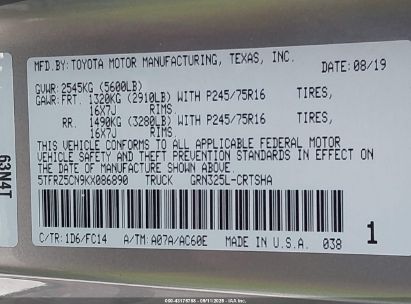 MFD.BY:TOYOTA MOTOR MANUFACTURING, TEXAS, INC.
DATE: 08/19
GVWR: 2545KG (5600LB)
GAWR:FRT. 1320KG (2910LB) WITH P245/75R16 TIRES,
16X7J RIMS
RR. 1490KG (3280LB) WITH P245/75R16 TIRES,
16X7J RIMS
THIS VEHICLE CONFORMS TO ALL APPLICABLE FEDERAL MOTOR
VEHICLE SAFETY AND THEFT PREVENTION STANDARDS IN EFFECT ON
THE DATE OF MANUFACTURE SHOWN ABOVE.
5TFRZ5CN9KX086890 TRUCK GRN325L-CRTSHA
C/TR:1D6/FC14 A/TM:A07A/AC60E MADE IN U.S.A. 038 1
63N4T